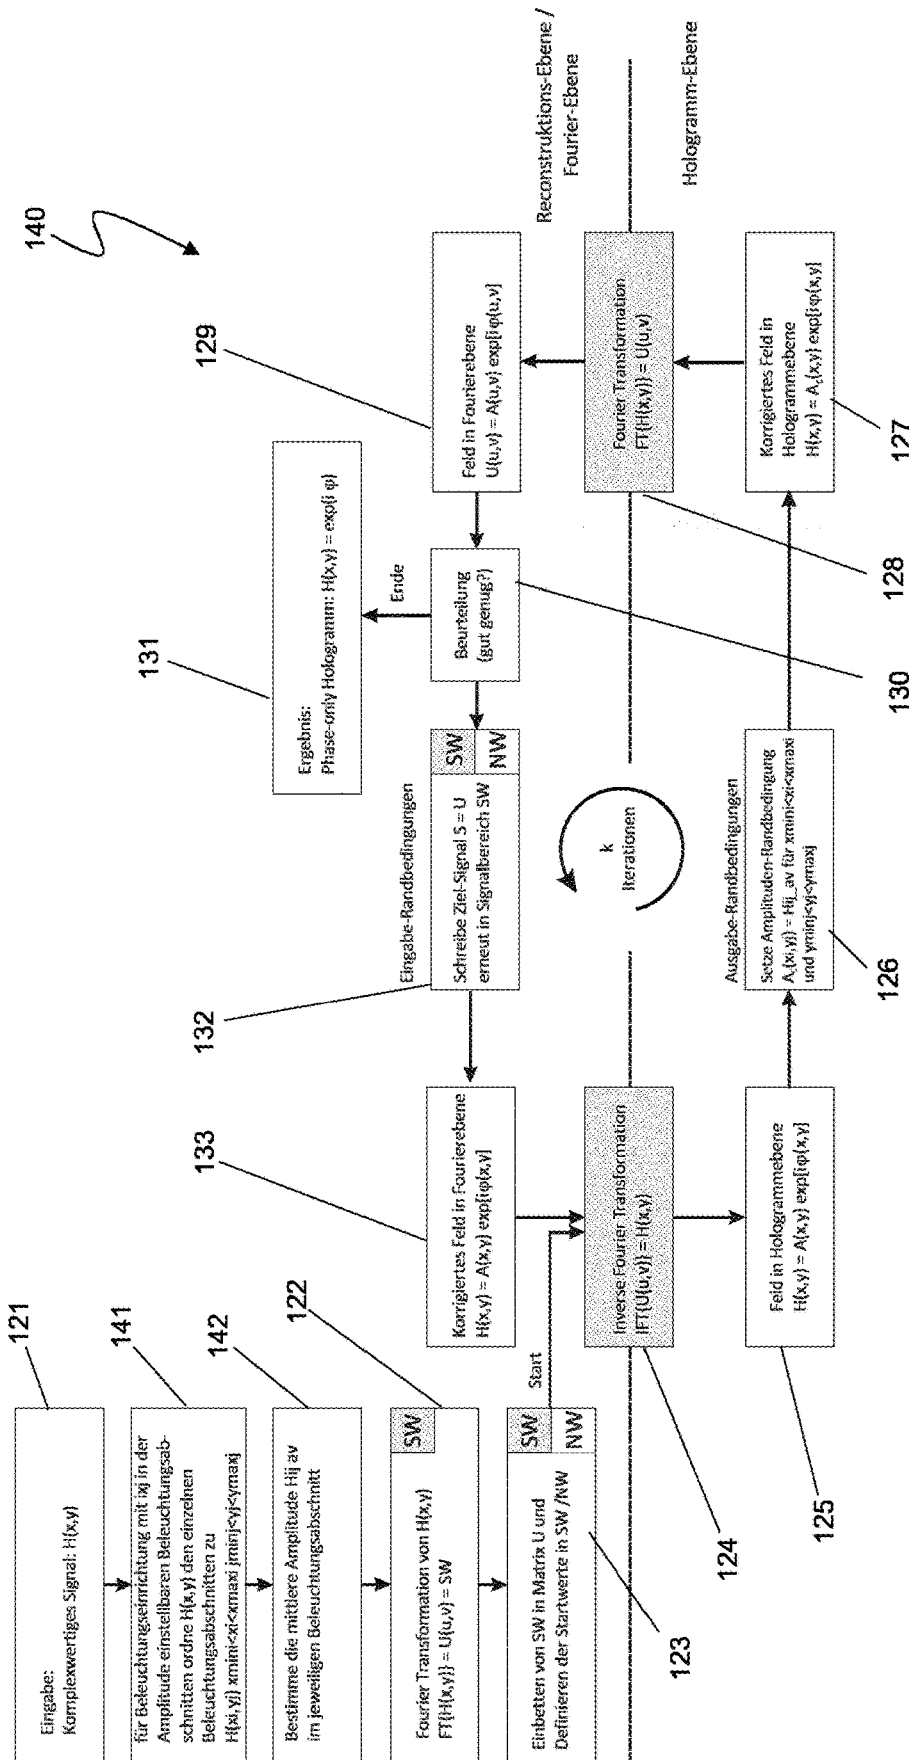 140
121
Eingabe:
Komplexwertiges Signal: H(x,y)
141
für Beleuchtungseinrichtung mit ixj in der
Amplitude einstellbaren Beleuchtungsab-
schnitten ordne H(x,y) den einzelnen
Beleuchtungsabschnitten zu
H(xi,yj) xmini<xi<xmaxi jminj<yj<ymaxj
142
Bestimme die mittlere Amplitude Hij av
im jeweiligen Beleuchtungsabschnitt
122
Fourier Transformation von H(x,y)
FT{H(x,y)} = U(u,v) = SW
SW
123
Einbetten von SW in Matrix U und
Definieren der Startwerte in SW /NW
SW
NW
Start
133
Korrigiertes Feld in Fourierebene
H(x,y) = A(x,y) exp[iφ(x,y]
124
Inverse Fourier Transformation
IFT{U(u,v)} = H(x,y)
125
Feld in Hologrammebene
H(x,y) = A(x,y) exp[iφ(x,y]
132
Eingabe-Randbedingungen
Schreibe Ziel-Signal S = U
erneut in Signalbereich SW
SW
NW
k
Iterationen
Ausgabe-Randbedingungen
Setze Amplituden-Randbedingung
Ac(xi,yj) = Hij_av für xmini<xi<xmaxi
und yminj<yj<ymaxj
126
131
Ergebnis:
Phase-only Hologramm: H(x,y) = exp(i φ)
Ende
Beurteilung
(gut genug?)
130
129
Feld in Fourierebene
U(u,v) = A(u,v) exp[iφ(u,v]
Fourier Transformation
FT{H(x,y)} = U(u,v)
128
Korrigiertes Feld in
Hologrammebene
H(x,y) = Ac(x,y) exp[iφ(x,y]
127
Reconstruktions-Ebene /
Fourier-Ebene
Hologramm-Ebene